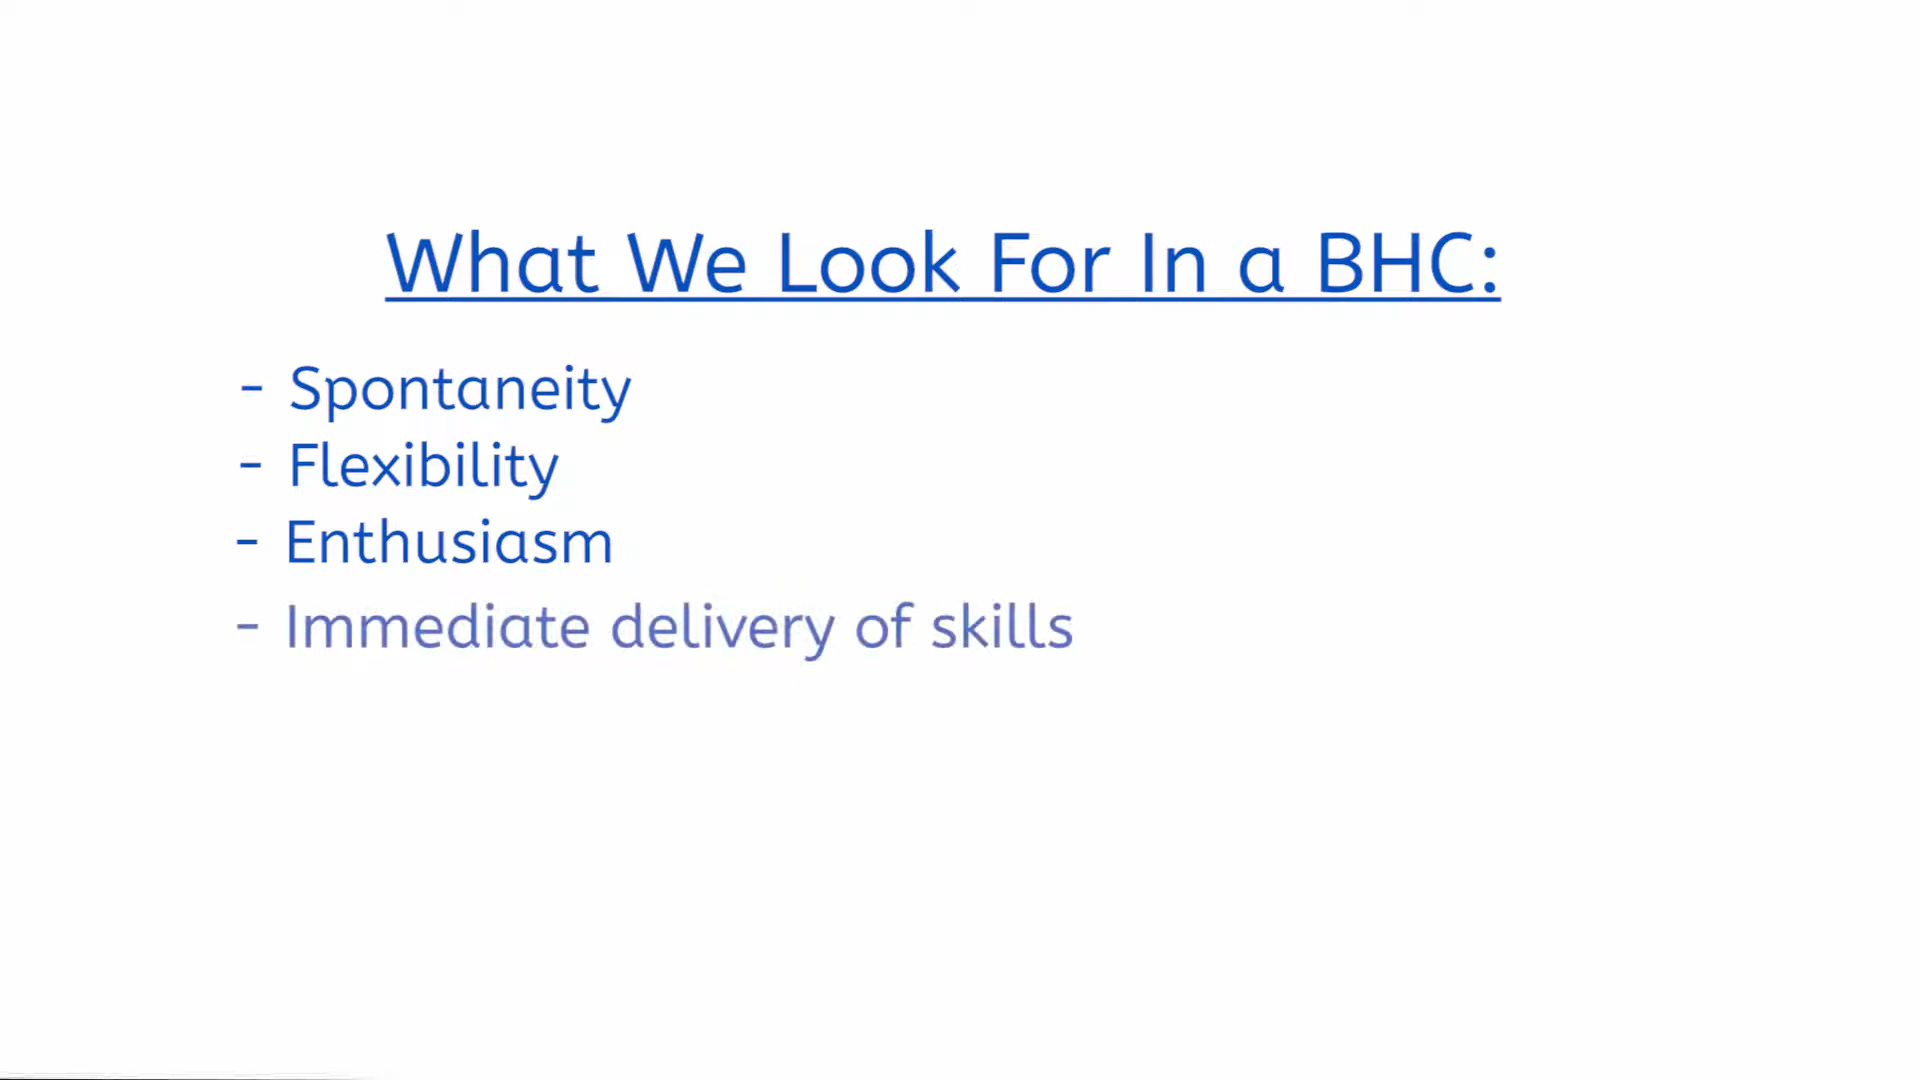 What We Look For In a BHC:
- Spontaneity
- Flexibility
- Enthusiasm
- Immediate delivery of skills